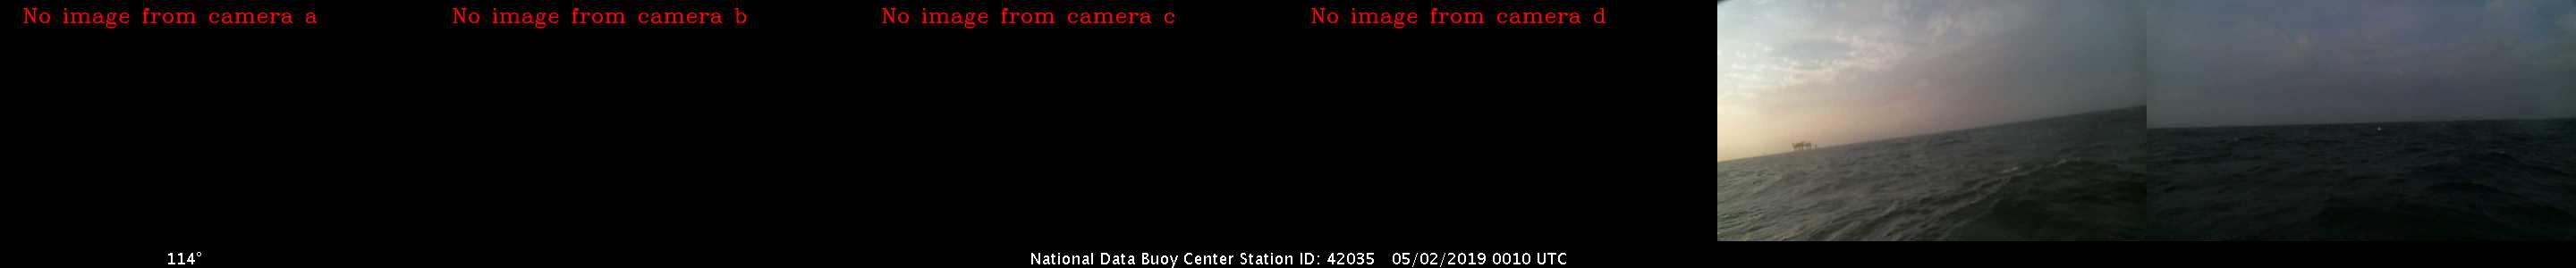 No image from camera a
No image from camera b
No image from camera c
No image from camera d
114°
National Data Buoy Center Station ID: 42035 05/02/2019 0010 UTC